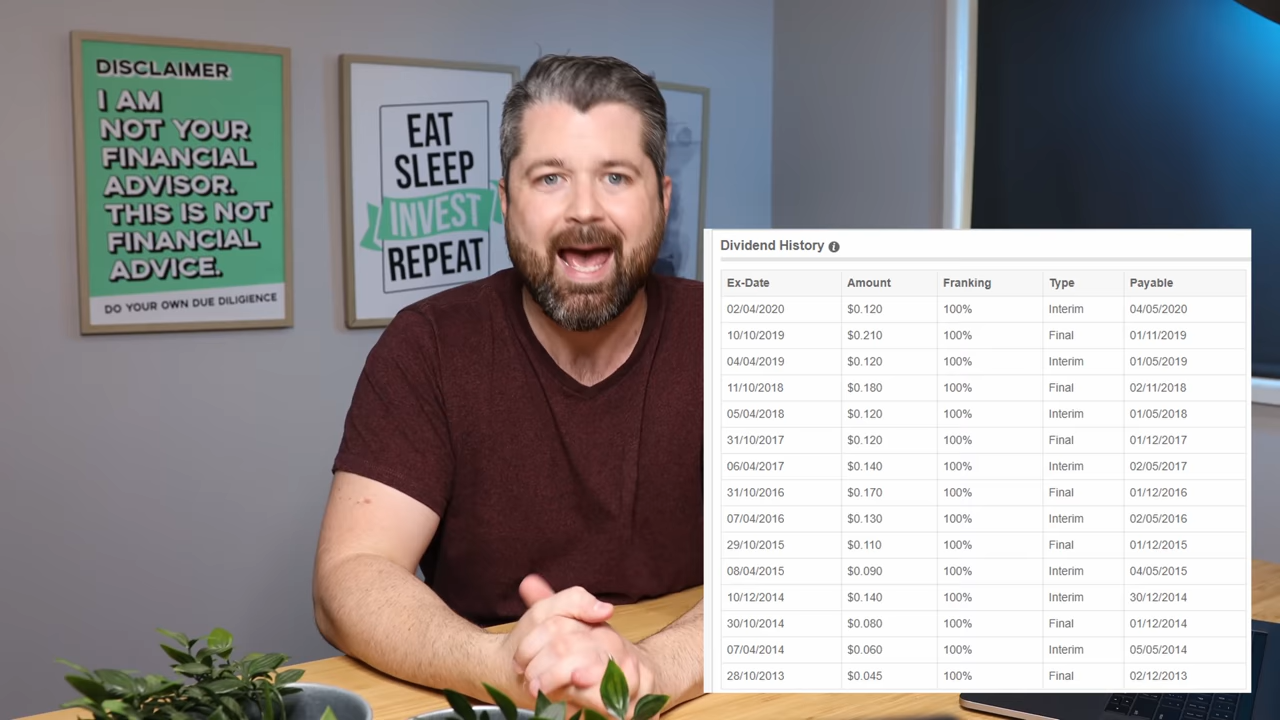 DISCLAIMER
I AM
NOT YOUR
FINANCIAL
ADVISOR.
THIS IS NOT
FINANCIAL
ADVICE.
DO YOUR OWN DUE DILIGIENCE
EAT
SLEEP
INVEST
REPEAT
Dividend History
Ex-Date Amount Franking Type Payable
02/04/2020 $0.120 100% Interim 04/05/2020
10/10/2019 $0.210 100% Final 01/11/2019
04/04/2019 $0.120 100% Interim 01/05/2019
11/10/2018 $0.180 100% Final 02/11/2018
05/04/2018 $0.120 100% Interim 01/05/2018
31/10/2017 $0.120 100% Final 01/12/2017
06/04/2017 $0.140 100% Interim 02/05/2017
31/10/2016 $0.170 100% Final 01/12/2016
07/04/2016 $0.130 100% Interim 02/05/2016
29/10/2015 $0.110 100% Final 01/12/2015
08/04/2015 $0.090 100% Interim 04/05/2015
10/12/2014 $0.140 100% Interim 30/12/2014
30/10/2014 $0.080 100% Final 01/12/2014
07/04/2014 $0.060 100% Interim 05/05/2014
28/10/2013 $0.045 100% Final 02/12/2013